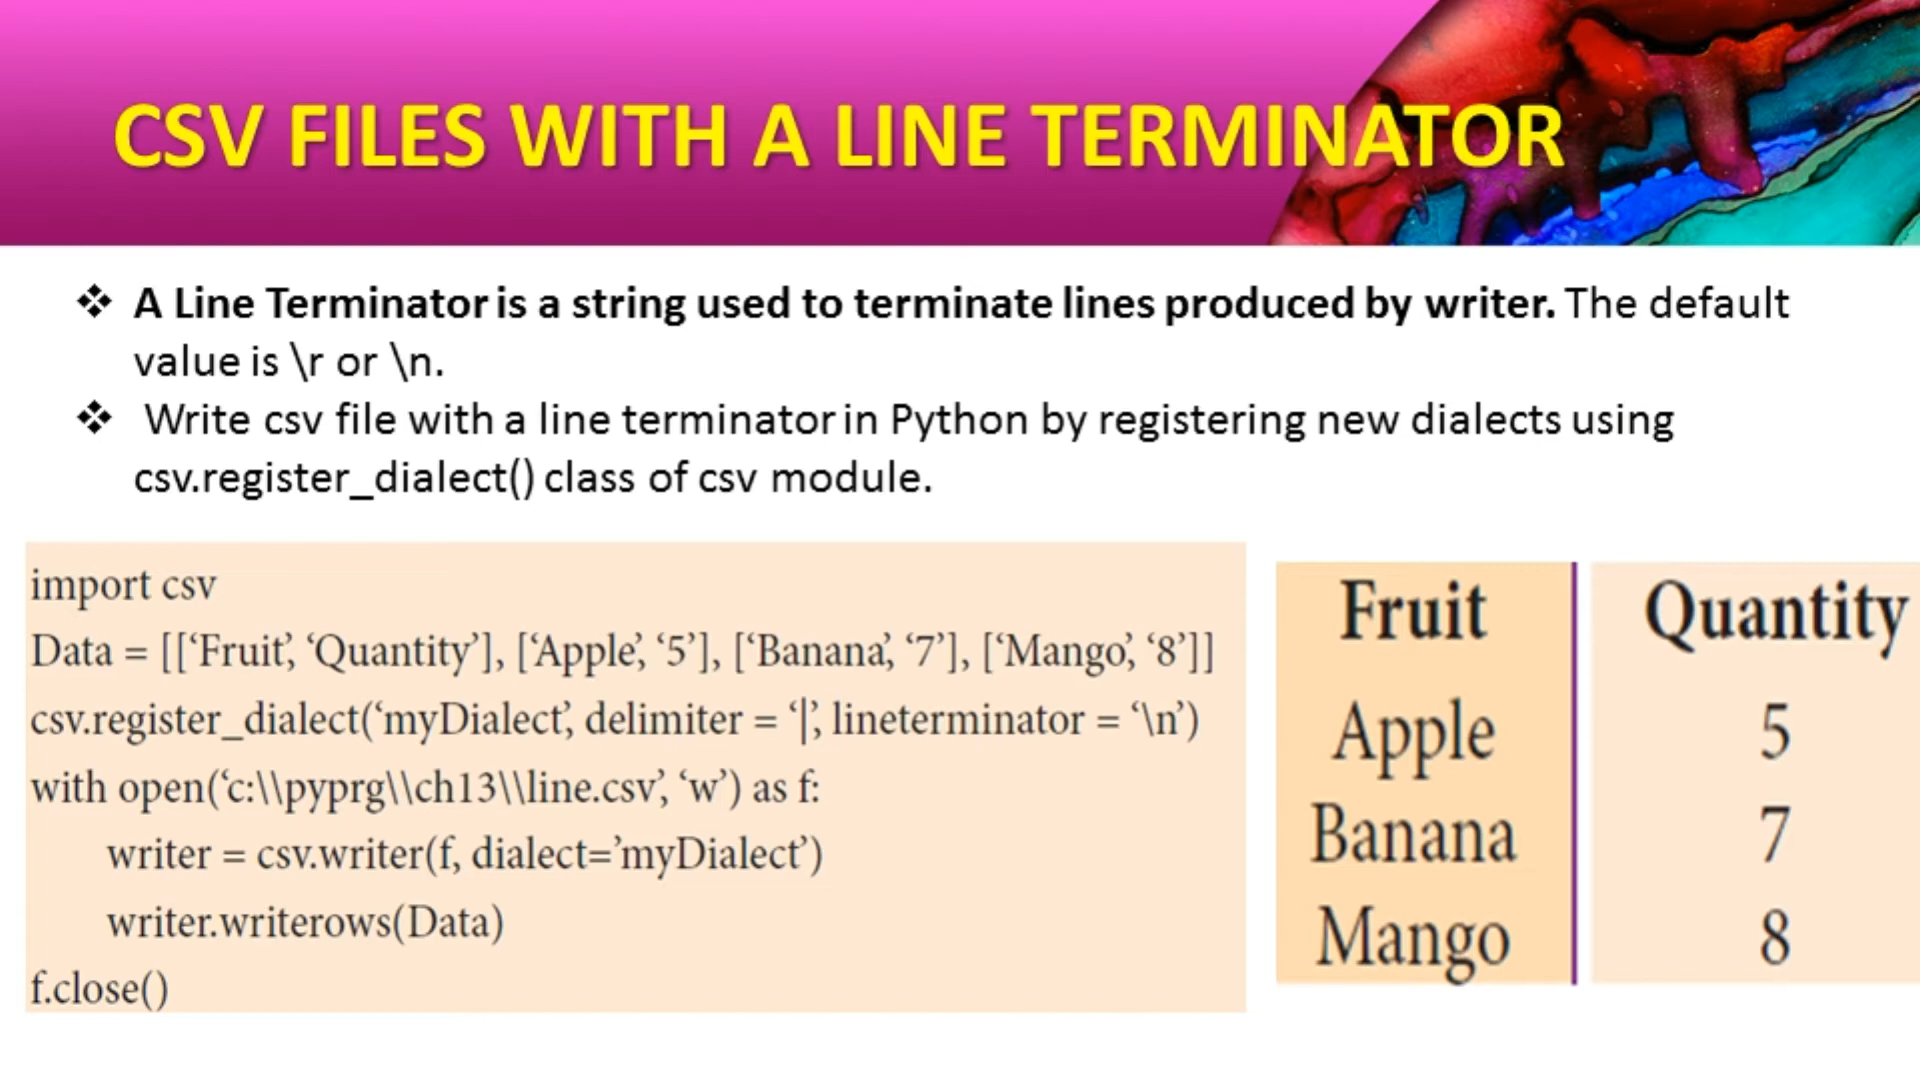 CSV FILES WITH A LINE TERMINATOR
❖ A Line Terminator is a string used to terminate lines produced by writer. The default
value is \r or \n.
❖ Write csv file with a line terminator in Python by registering new dialects using
csv.register_dialect() class of csv module.
import csv
Data = [[‘Fruit’, ‘Quantity’], [‘Apple’, ‘5’], [‘Banana’, ‘7’], [‘Mango’, ‘8’]]
csv.register_dialect(‘myDialect’, delimiter = ‘|’, lineterminator = ‘\n’)
with open(‘c:\\pyprg\\ch13\\line.csv’, ‘w’) as f:
writer = csv.writer(f, dialect=’myDialect’)
writer.writerows(Data)
f.close()
Fruit Quantity
Apple 5
Banana 7
Mango 8